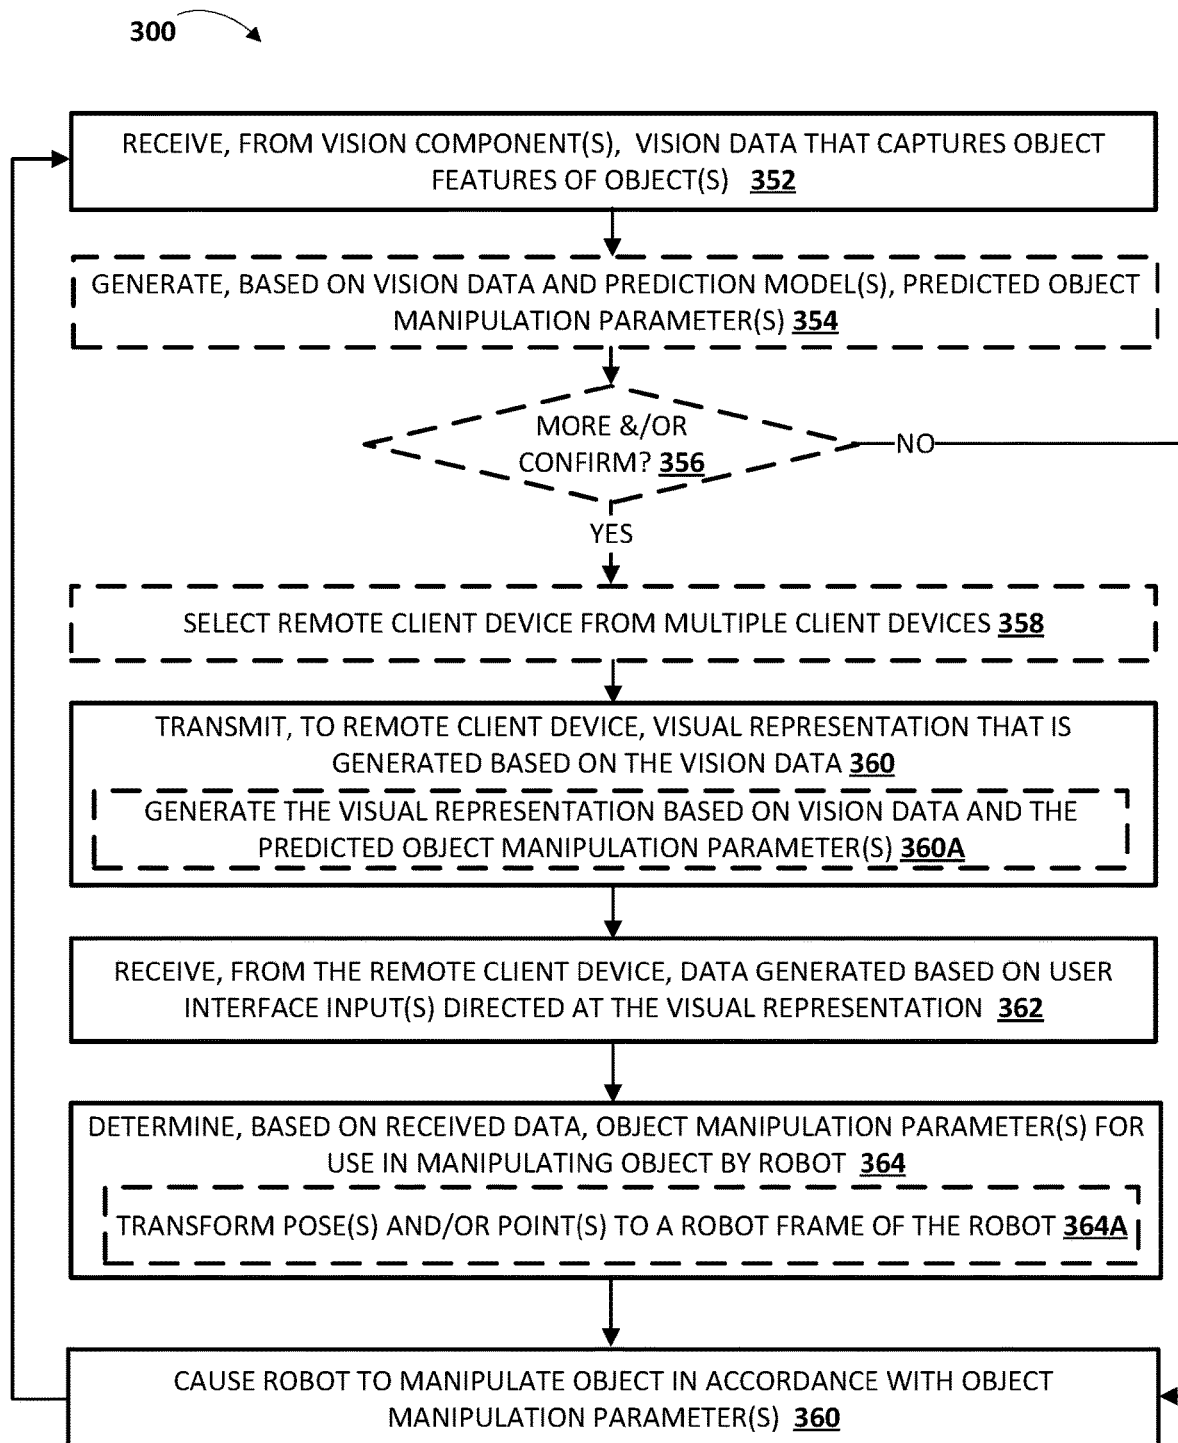 300
RECEIVE, FROM VISION COMPONENT(S), VISION DATA THAT CAPTURES OBJECT
FEATURES OF OBJECT(S) 352
GENERATE, BASED ON VISION DATA AND PREDICTION MODEL(S), PREDICTED OBJECT
MANIPULATION PARAMETER(S) 354
MORE &/OR
CONFIRM? 356
NO
YES
SELECT REMOTE CLIENT DEVICE FROM MULTIPLE CLIENT DEVICES 358
TRANSMIT, TO REMOTE CLIENT DEVICE, VISUAL REPRESENTATION THAT IS
GENERATED BASED ON THE VISION DATA 360
GENERATE THE VISUAL REPRESENTATION BASED ON VISION DATA AND THE
PREDICTED OBJECT MANIPULATION PARAMETER(S) 360A
RECEIVE, FROM THE REMOTE CLIENT DEVICE, DATA GENERATED BASED ON USER
INTERFACE INPUT(S) DIRECTED AT THE VISUAL REPRESENTATION 362
DETERMINE, BASED ON RECEIVED DATA, OBJECT MANIPULATION PARAMETER(S) FOR
USE IN MANIPULATING OBJECT BY ROBOT 364
TRANSFORM POSE(S) AND/OR POINT(S) TO A ROBOT FRAME OF THE ROBOT 364A
CAUSE ROBOT TO MANIPULATE OBJECT IN ACCORDANCE WITH OBJECT
MANIPULATION PARAMETER(S) 360